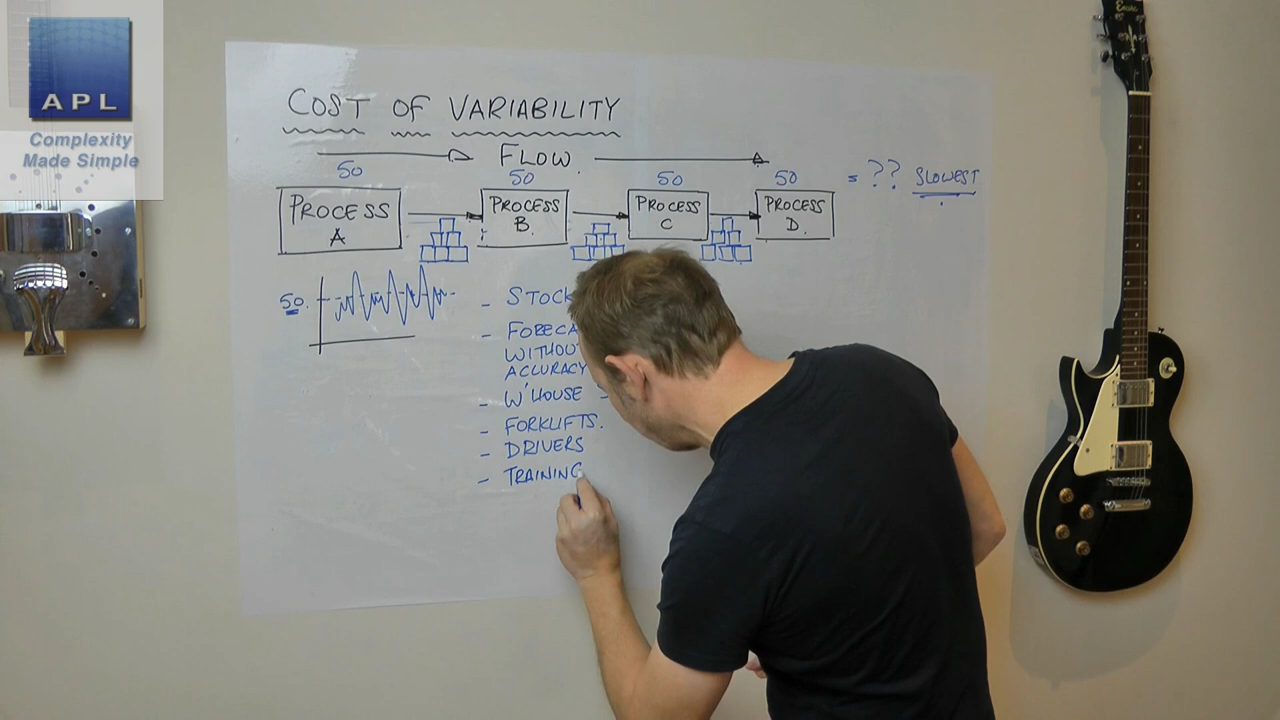 APL
Complexity
Made Simple
COST OF VARIABILITY
FLOW.
50 50 50 50 = ?? SLOWEST
PROCESS
A
PROCESS
B.
PROCESS
C
PROCESS
D.
50.
- STOCK
- FORECA
WITHOU
ACCURACY
- W'HOUSE -
- FORKLIFTS.
- DRIVERS
- TRAINING
Encore